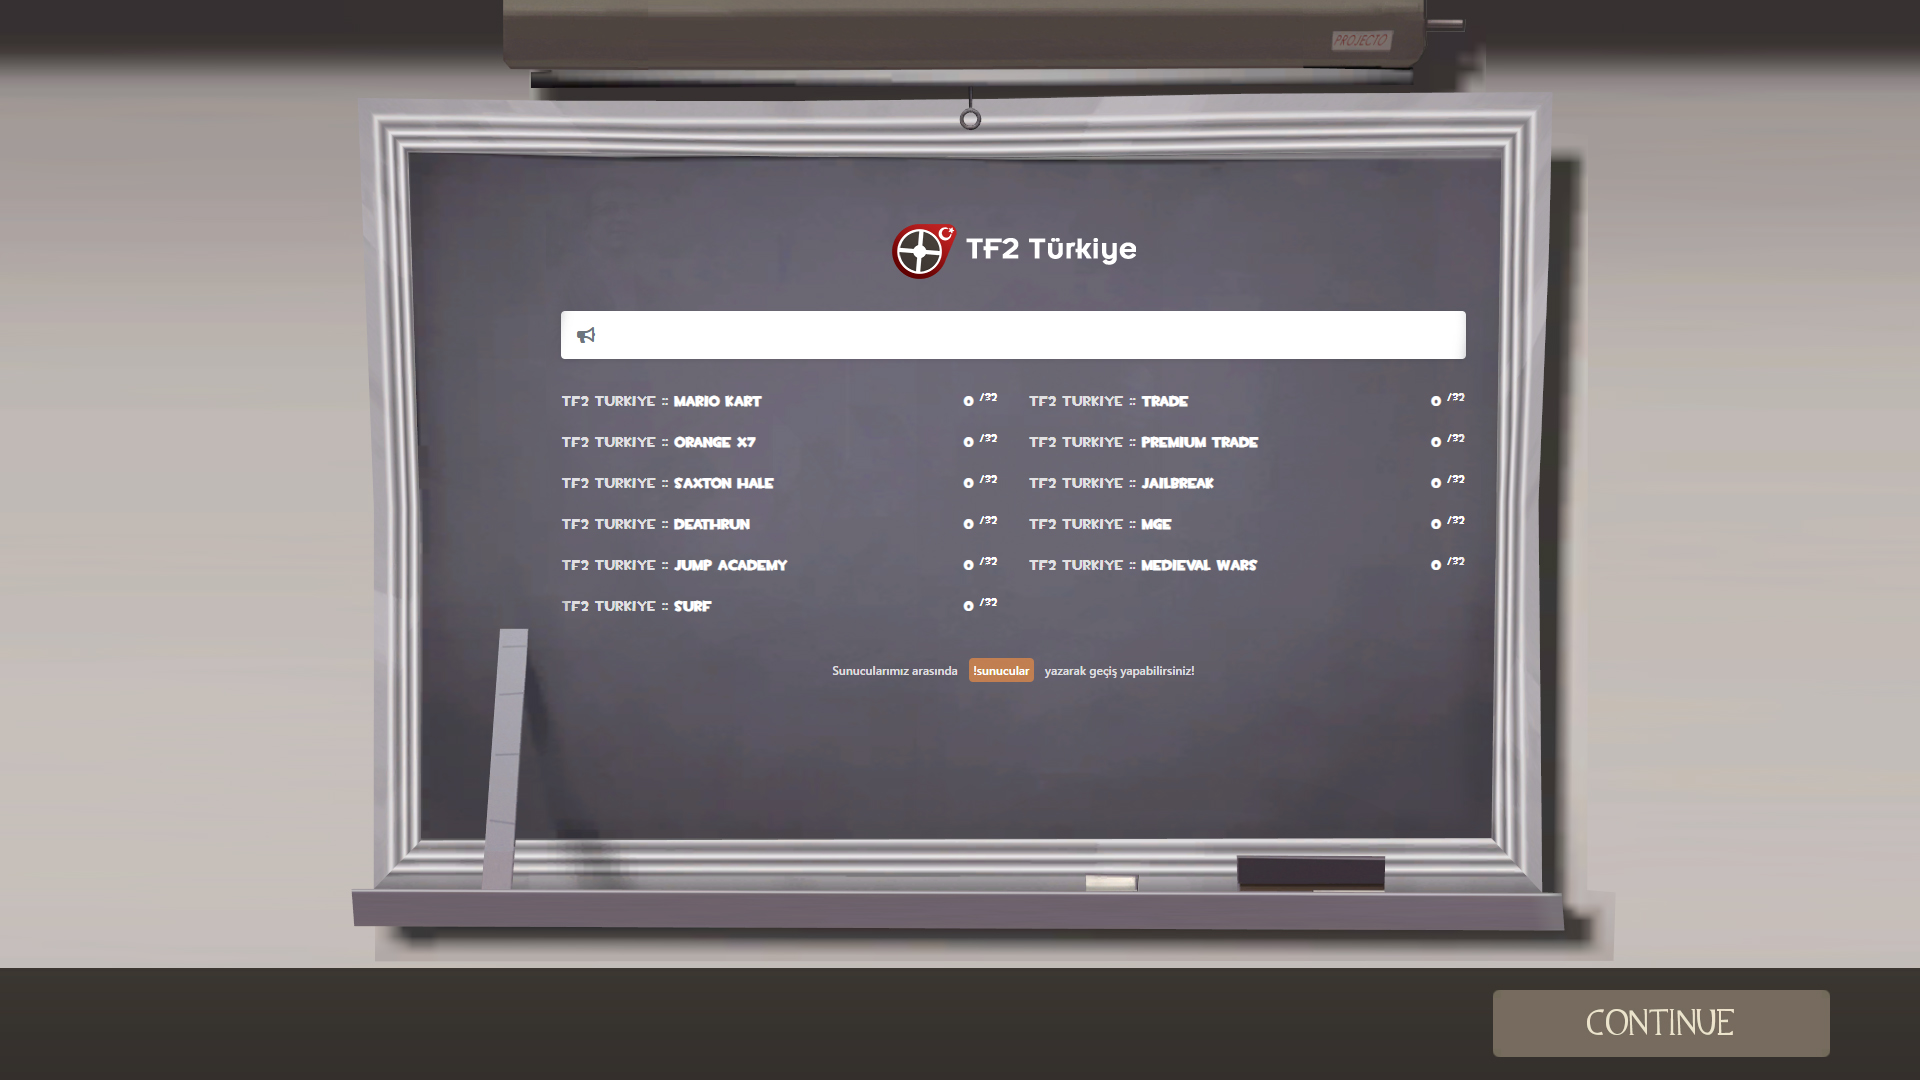 PROJECTO
TF2 Türkiye
TF2 TURKIYE :: MARIO KART 0 /32
TF2 TURKIYE :: TRADE 0 /32
TF2 TURKIYE :: ORANGE X7 0 /32
TF2 TURKIYE :: PREMIUM TRADE 0 /32
TF2 TURKIYE :: SAXTON HALE 0 /32
TF2 TURKIYE :: JAILBREAK 0 /32
TF2 TURKIYE :: DEATHRUN 0 /32
TF2 TURKIYE :: MGE 0 /32
TF2 TURKIYE :: JUMP ACADEMY 0 /32
TF2 TURKIYE :: MEDIEVAL WARS 0 /32
TF2 TURKIYE :: SURF 0 /32
Sunucularımız arasında !sunucular yazarak geçiş yapabilirsiniz!
CONTINUE